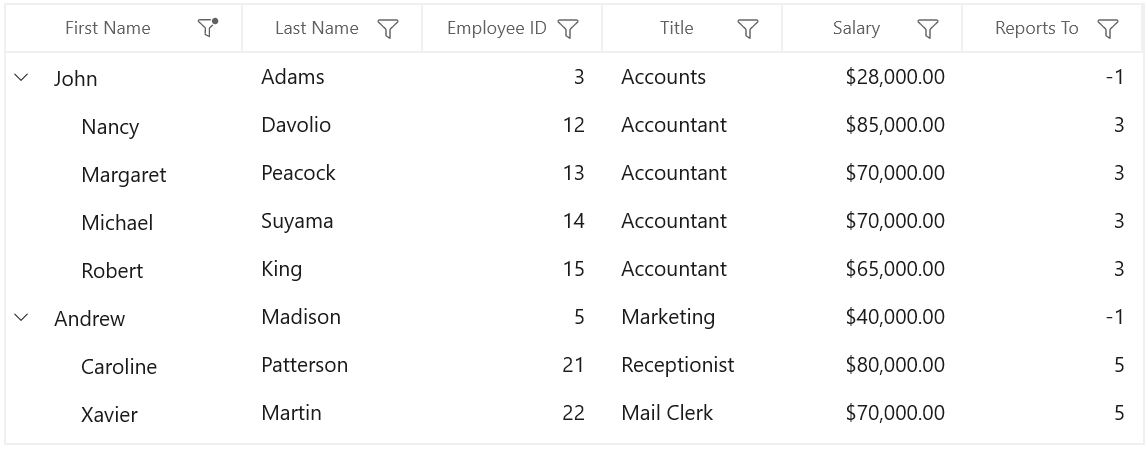 First Name Last Name Employee ID Title Salary Reports To
John Adams 3 Accounts $28,000.00 -1
Nancy Davolio 12 Accountant $85,000.00 3
Margaret Peacock 13 Accountant $70,000.00 3
Michael Suyama 14 Accountant $70,000.00 3
Robert King 15 Accountant $65,000.00 3
Andrew Madison 5 Marketing $40,000.00 -1
Caroline Patterson 21 Receptionist $80,000.00 5
Xavier Martin 22 Mail Clerk $70,000.00 5